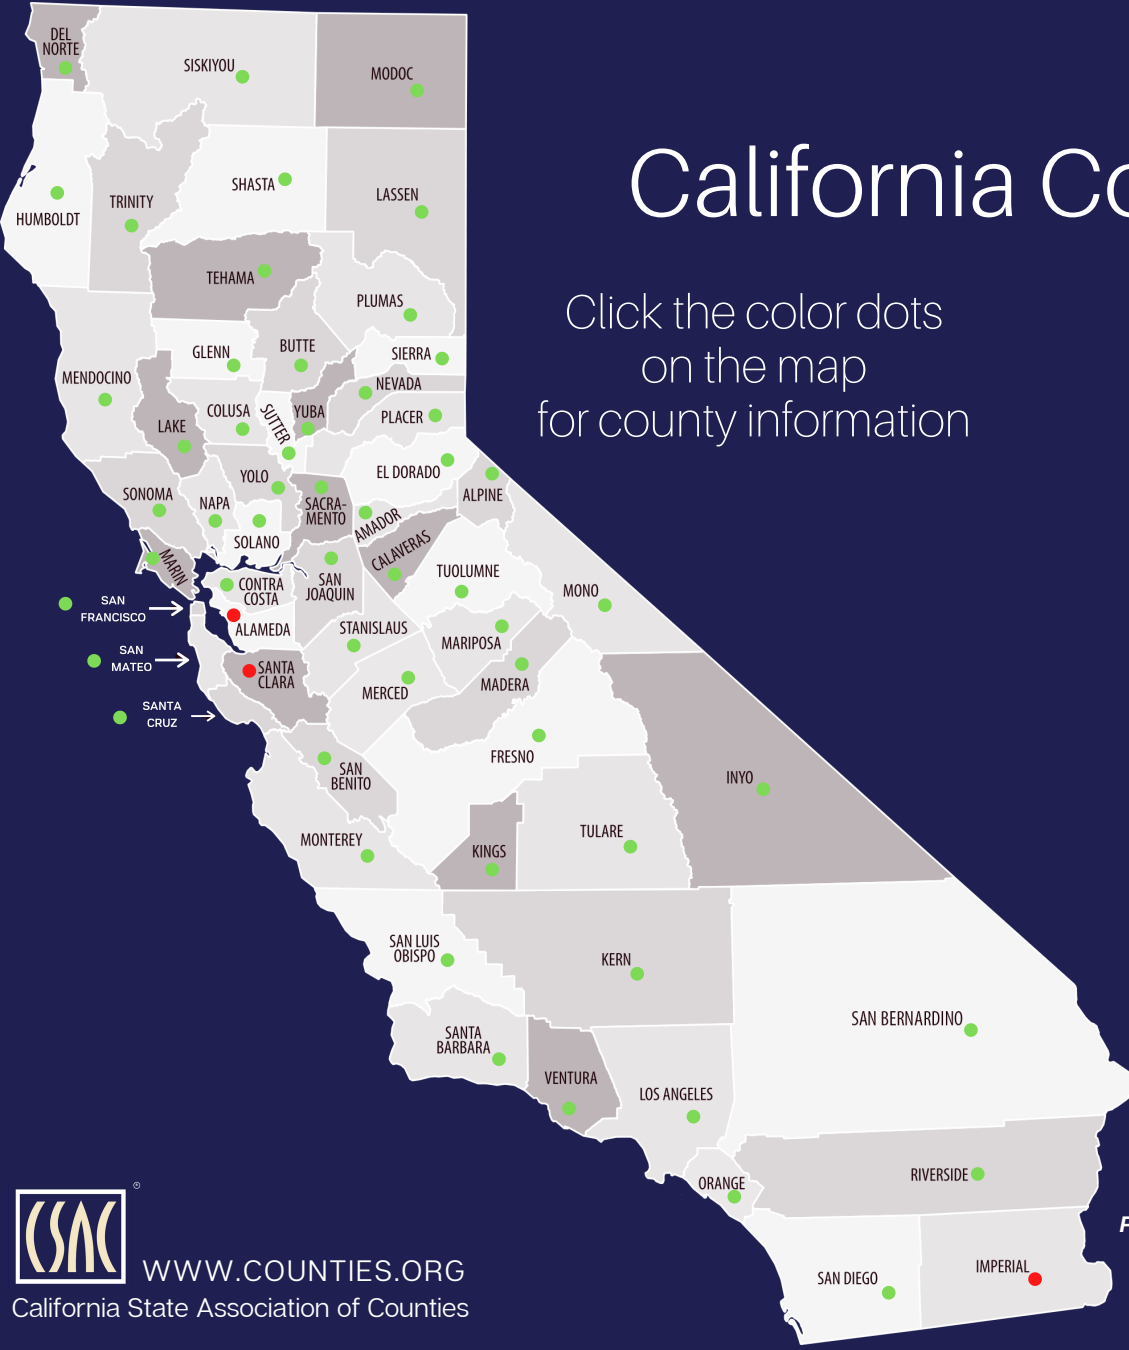 California Co
Click the color dots
on the map
for county information
DEL
NORTE
SISKIYOU
MODOC
HUMBOLDT
TRINITY
SHASTA
LASSEN
TEHAMA
PLUMAS
MENDOCINO
GLENN
BUTTE
SIERRA
NEVADA
LAKE
COLUSA
SUTTER
YUBA
PLACER
EL DORADO
SONOMA
NAPA
YOLO
SACRA-
MENTO
ALPINE
SOLANO
AMADOR
CALAVERAS
MARIN
CONTRA
COSTA
SAN
JOAQUIN
TUOLUMNE
MONO
SAN
FRANCISCO
ALAMEDA
STANISLAUS
MARIPOSA
SAN
MATEO
SANTA
CLARA
MERCED
MADERA
SANTA
CRUZ
SAN
BENITO
FRESNO
INYO
MONTEREY
KINGS
TULARE
SAN LUIS
OBISPO
KERN
SAN BERNARDINO
SANTA
BARBARA
VENTURA
LOS ANGELES
ORANGE
RIVERSIDE
SAN DIEGO
IMPERIAL
F
CSAC
®
WWW.COUNTIES.ORG
California State Association of Counties